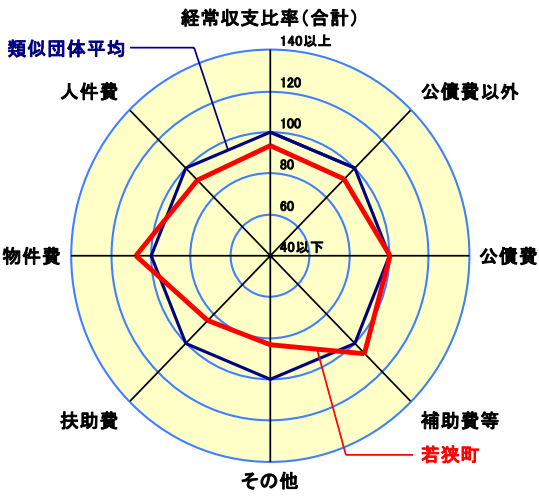 経常収支比率(合計)
140以上
類似団体平均
120
人件費
公債費以外
100
80
60
40以下
物件費
公債費
扶助費
補助費等
若狭町
その他